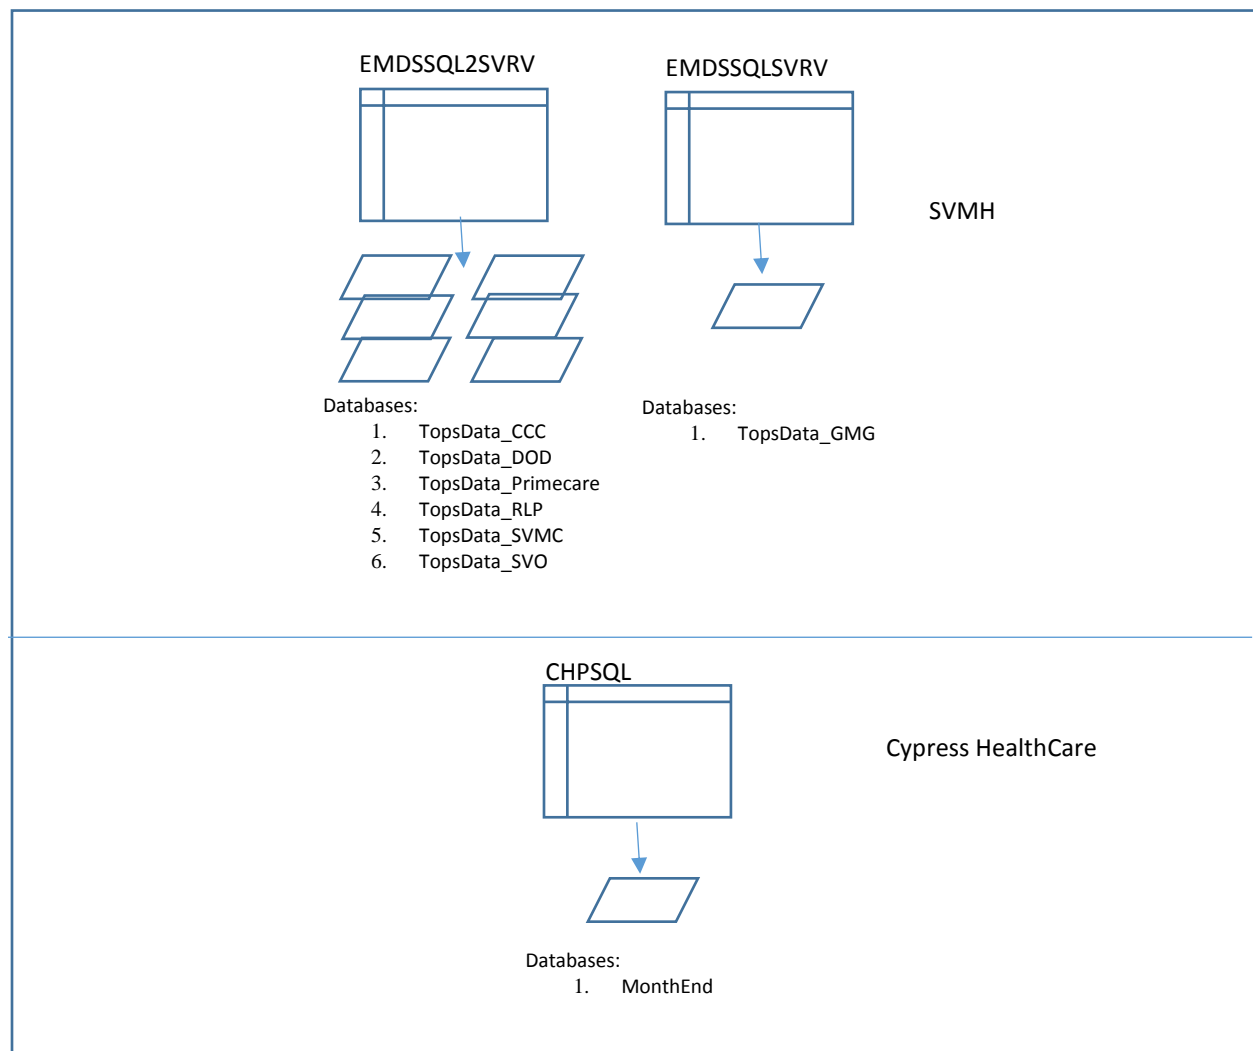 EMDSSQL2SVRV
EMDSSQLSVRV
SVMH
Databases:
1. TopsData_CCC
2. TopsData_DOD
3. TopsData_Primecare
4. TopsData_RLP
5. TopsData_SVMC
6. TopsData_SVO
Databases:
1. TopsData_GMG
CHPSQL
Cypress HealthCare
Databases:
1. MonthEnd